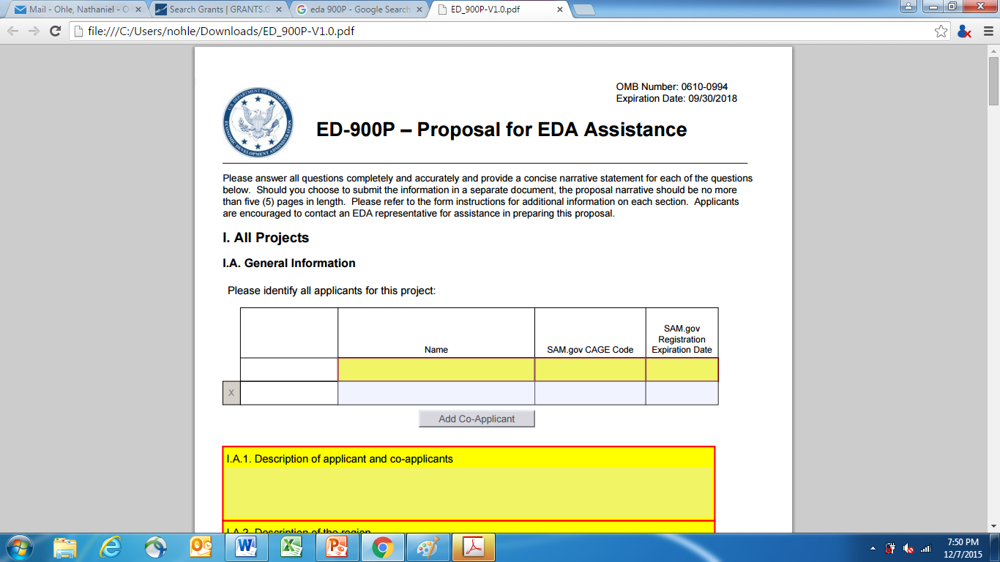 Mail - Ohle, Nathaniel - O
Search Grants | GRANTS.G
eda 900P - Google Search
ED_900P-V1.0.pdf
file:///C:/Users/nohle/Downloads/ED_900P-V1.0.pdf
OMB Number: 0610-0994
Expiration Date: 09/30/2018
U.S. DEPARTMENT OF COMMERCE
ECONOMIC DEVELOPMENT ADMINISTRATION
ED-900P – Proposal for EDA Assistance
Please answer all questions completely and accurately and provide a concise narrative statement for each of the questions
below.  Should you choose to submit the information in a separate document, the proposal narrative should be no more
than five (5) pages in length.  Please refer to the form instructions for additional information on each section.  Applicants
are encouraged to contact an EDA representative for assistance in preparing this proposal.
I. All Projects
I.A. General Information
Please identify all applicants for this project:
Name
SAM.gov CAGE Code
SAM.gov
Registration
Expiration Date
X
Add Co-Applicant
I.A.1. Description of applicant and co-applicants
I.A.2. Description of the region
7:50 PM
12/7/2015